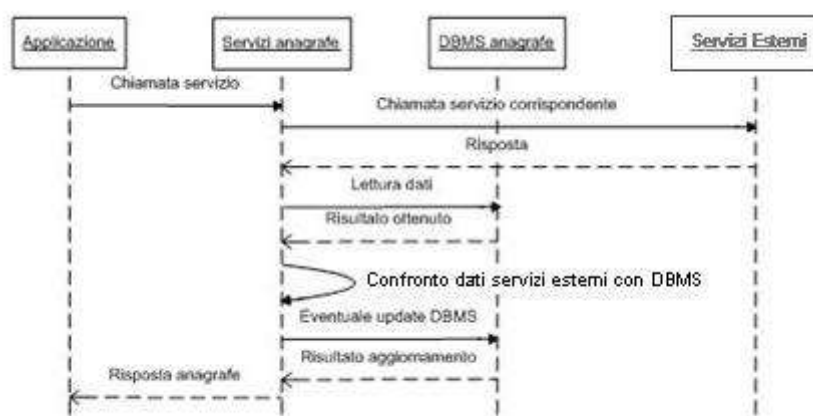 Applicazione
Servizi anagrafe
DBMS anagrafe
Servizi Esterni
Chiamata servizio
Chiamata servizio corrispondente
Risposta
Lettura dati
Risultato ottenuto
Confronto dati servizi esterni con DBMS
Eventuale update DBMS
Risultato aggiornamento
Risposta anagrafe